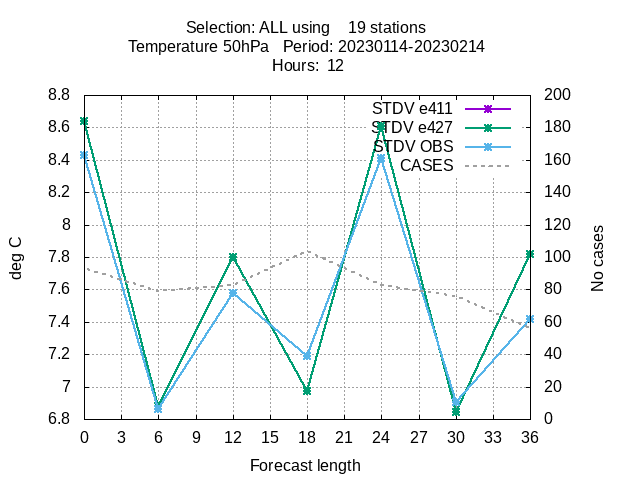 Selection: ALL using    19 stations
Temperature 50hPa   Period: 20230114-20230214
Hours:  12
8.8
8.6
8.4
8.2
8
7.8
7.6
7.4
7.2
7
6.8
deg C
STDV e411
STDV e427
STDV OBS
CASES
200
180
160
140
120
100
80
60
40
20
0
No cases
0 3 6 9 12 15 18 21 24 27 30 33 36
Forecast length